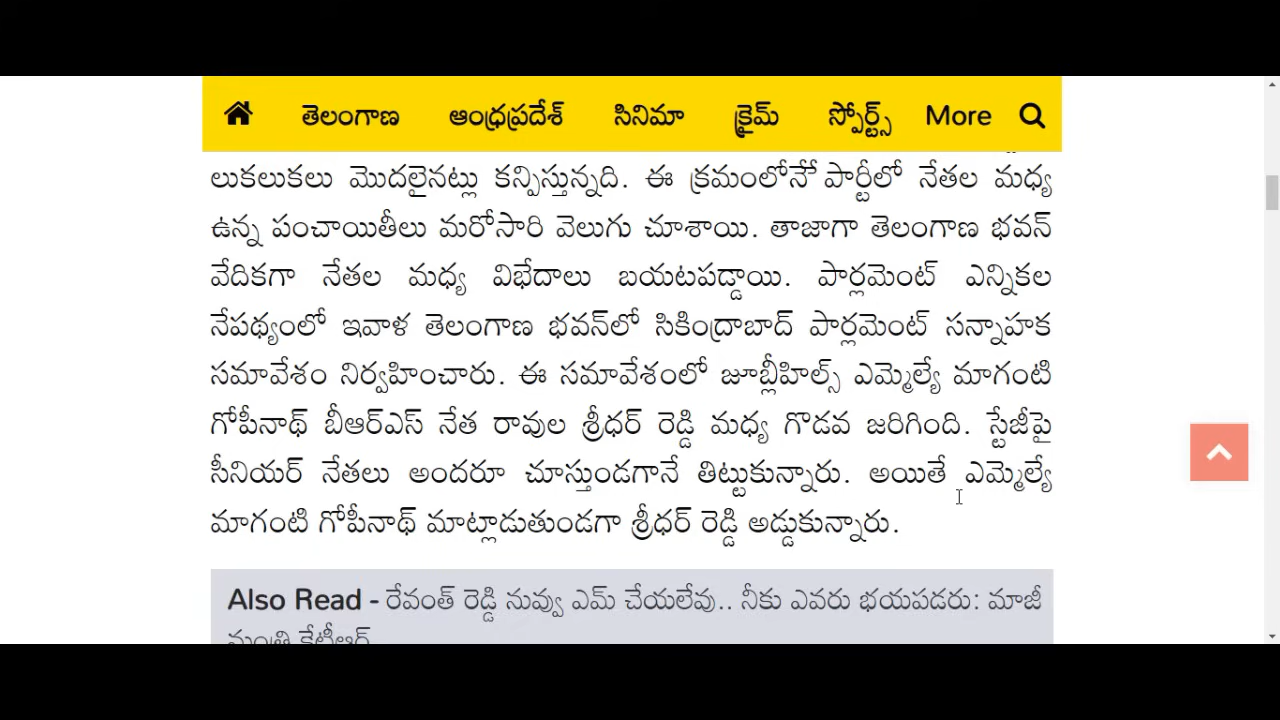 తెలంగాణ ఆంధ్రప్రదేశ్ సినిమా క్రైమ్ స్పోర్ట్స్ More
లుకలుకలు మొదలైనట్లు కన్పిస్తున్నది. ఈ క్రమంలోనే పార్టీలో నేతల మధ్య
ఉన్న పంచాయితీలు మరోసారి వెలుగు చూశాయి. తాజాగా తెలంగాణ భవన్
వేదికగా నేతల మధ్య విభేదాలు బయటపడ్డాయి. పార్లమెంట్ ఎన్నికల
నేపథ్యంలో ఇవాళ తెలంగాణ భవన్‌లో సికింద్రాబాద్ పార్లమెంట్ సన్నాహక
సమావేశం నిర్వహించారు. ఈ సమావేశంలో జూబ్లీహిల్స్ ఎమ్మెల్యే మాగంటి
గోపీనాథ్ బీఆర్ఎస్ నేత రావుల శ్రీధర్ రెడ్డి మధ్య గొడవ జరిగింది. స్టేజీపై
సీనియర్ నేతలు అందరూ చూస్తుండగానే తిట్టుకున్నారు. అయితే ఎమ్మెల్యే
మాగంటి గోపీనాథ్ మాట్లాడుతుండగా శ్రీధర్ రెడ్డి అడ్డుకున్నారు.
Also Read - రేవంత్ రెడ్డి నువ్వు ఎమ్ చేయలేవు.. నీకు ఎవరు భయపడరు: మాజీ
మంత్రి కేటీఆర్